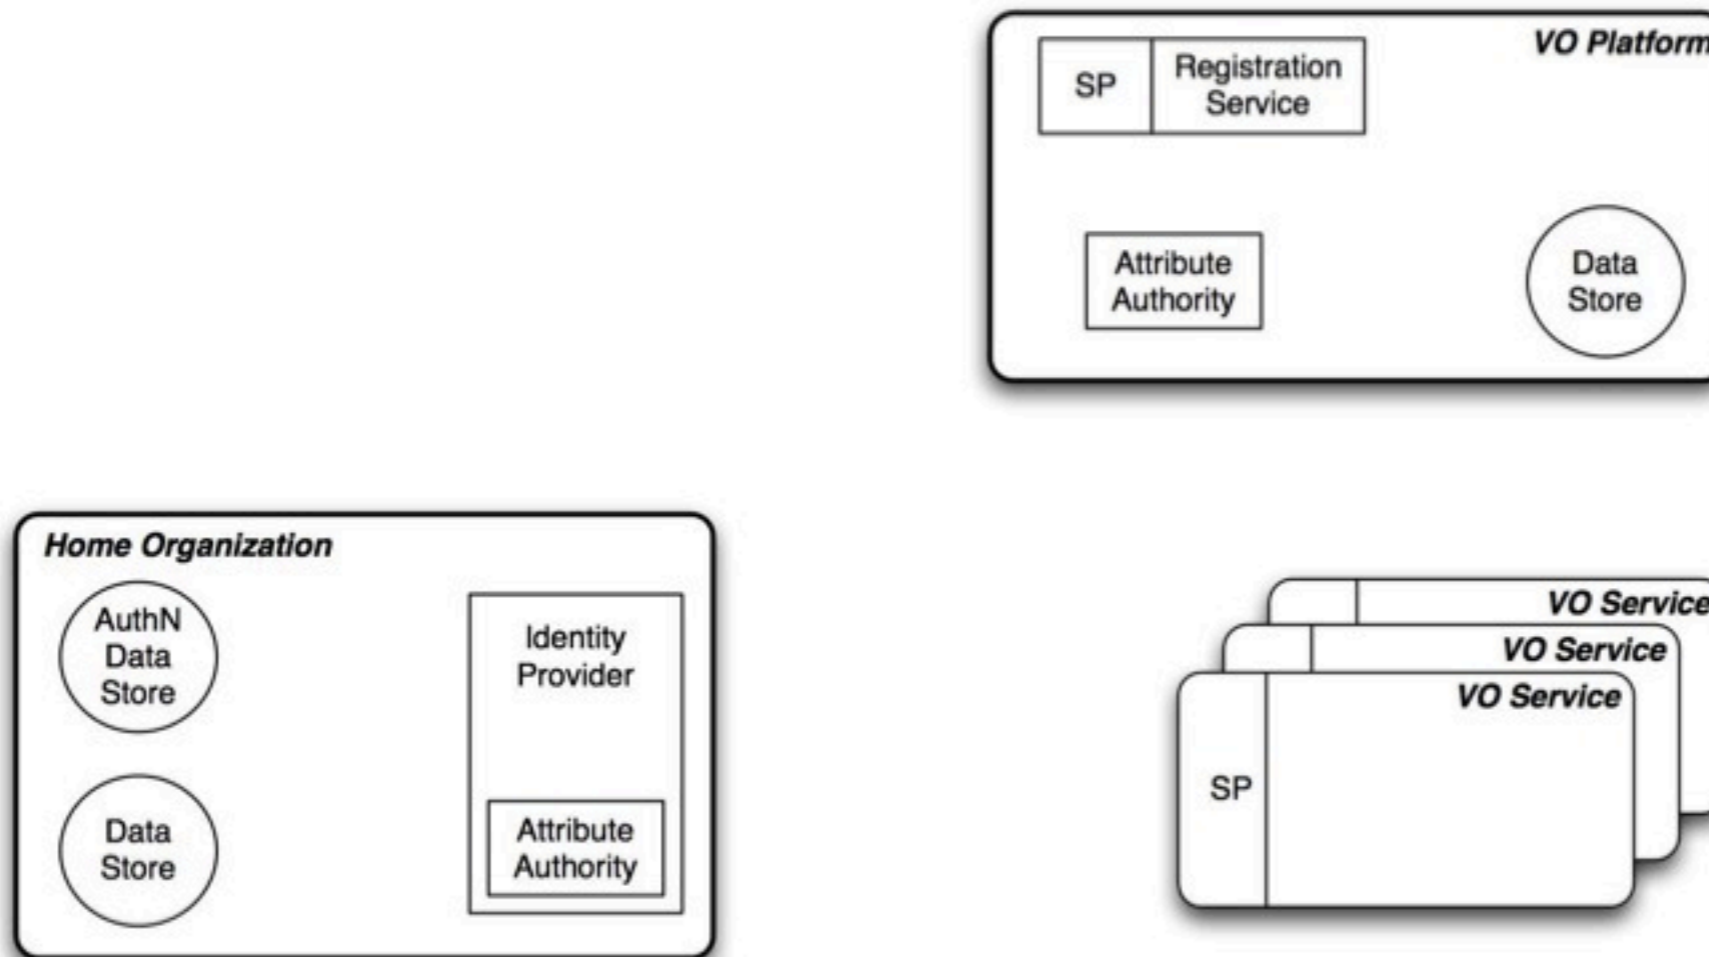 VO Platform
SP
Registration
Service
Attribute
Authority
Data
Store
Home Organization
AuthN
Data
Store
Identity
Provider
Data
Store
Attribute
Authority
VO Service
VO Service
VO Service
SP